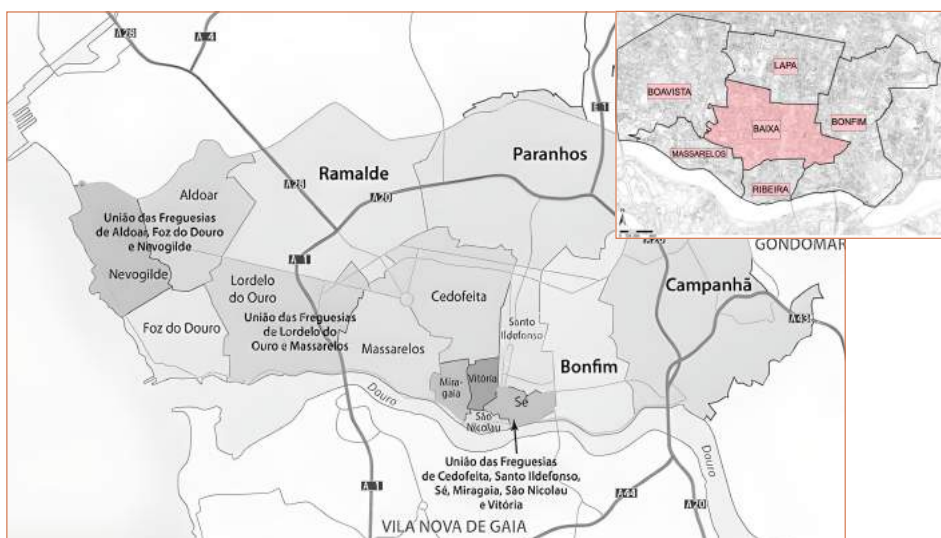 A 28
A 4
E 1
Paranhos
Ramalde
A28
A20
Aldoar
União das Freguesias
de Aldoar, Foz do Douro
e Nivogilde
Nevogilde
A 1
Lordelo
do Ouro
Cedofeita
Campanhã
União das Freguesias
de Lordelo do
Ouro e Massarelos
Foz do Douro
Massarelos
Santo
Ildefonso
Bonfim
A43
Mira-
gaia
Vitória
Sé
São
Nicolau
Douro
União das Freguesias
de Cedofeita, Santo Ildefonso,
Sé, Miragaia, São Nicolau
e Vitória
Douro
A 1
A44
A20
VILA NOVA DE GAIA
GONDOMAR
A20
LAPA
BOAVISTA
BAIXA
BONFIM
MASSARELOS
RIBEIRA
N